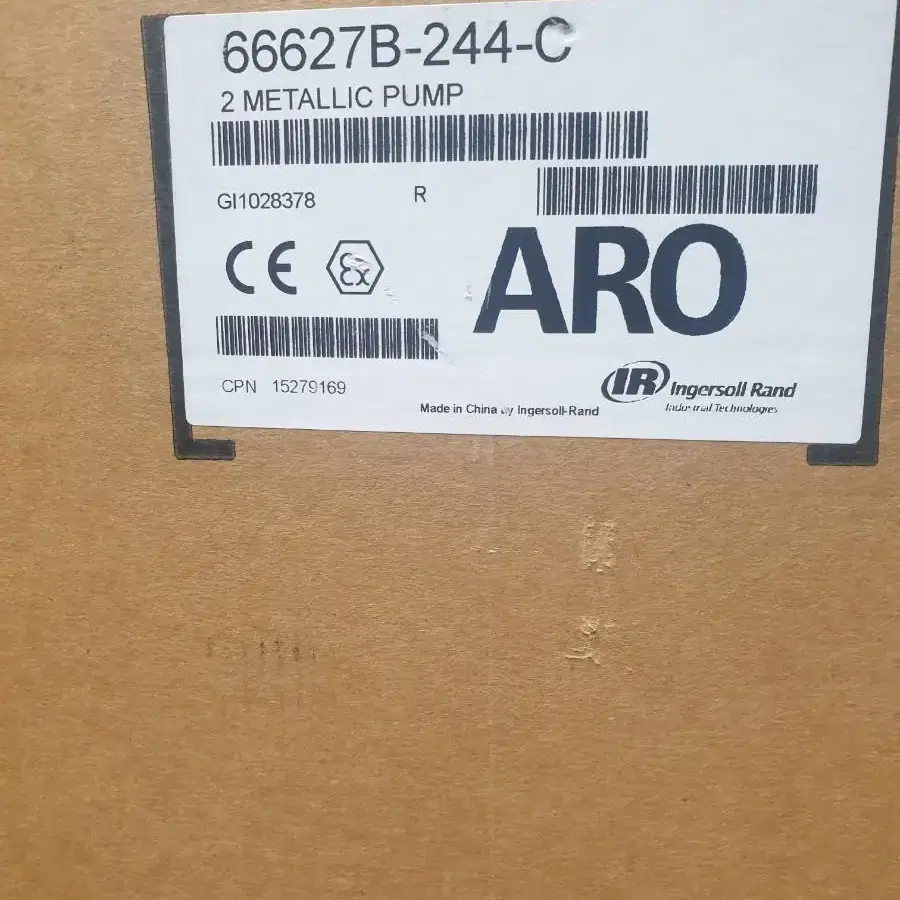 66627B-244-C
2 METALLIC PUMP
GI1028378 R
CE Ex
ARO
CPN 15279169
IR Ingersoll Rand
Industrial Technologies
Made in China by Ingersoll-Rand